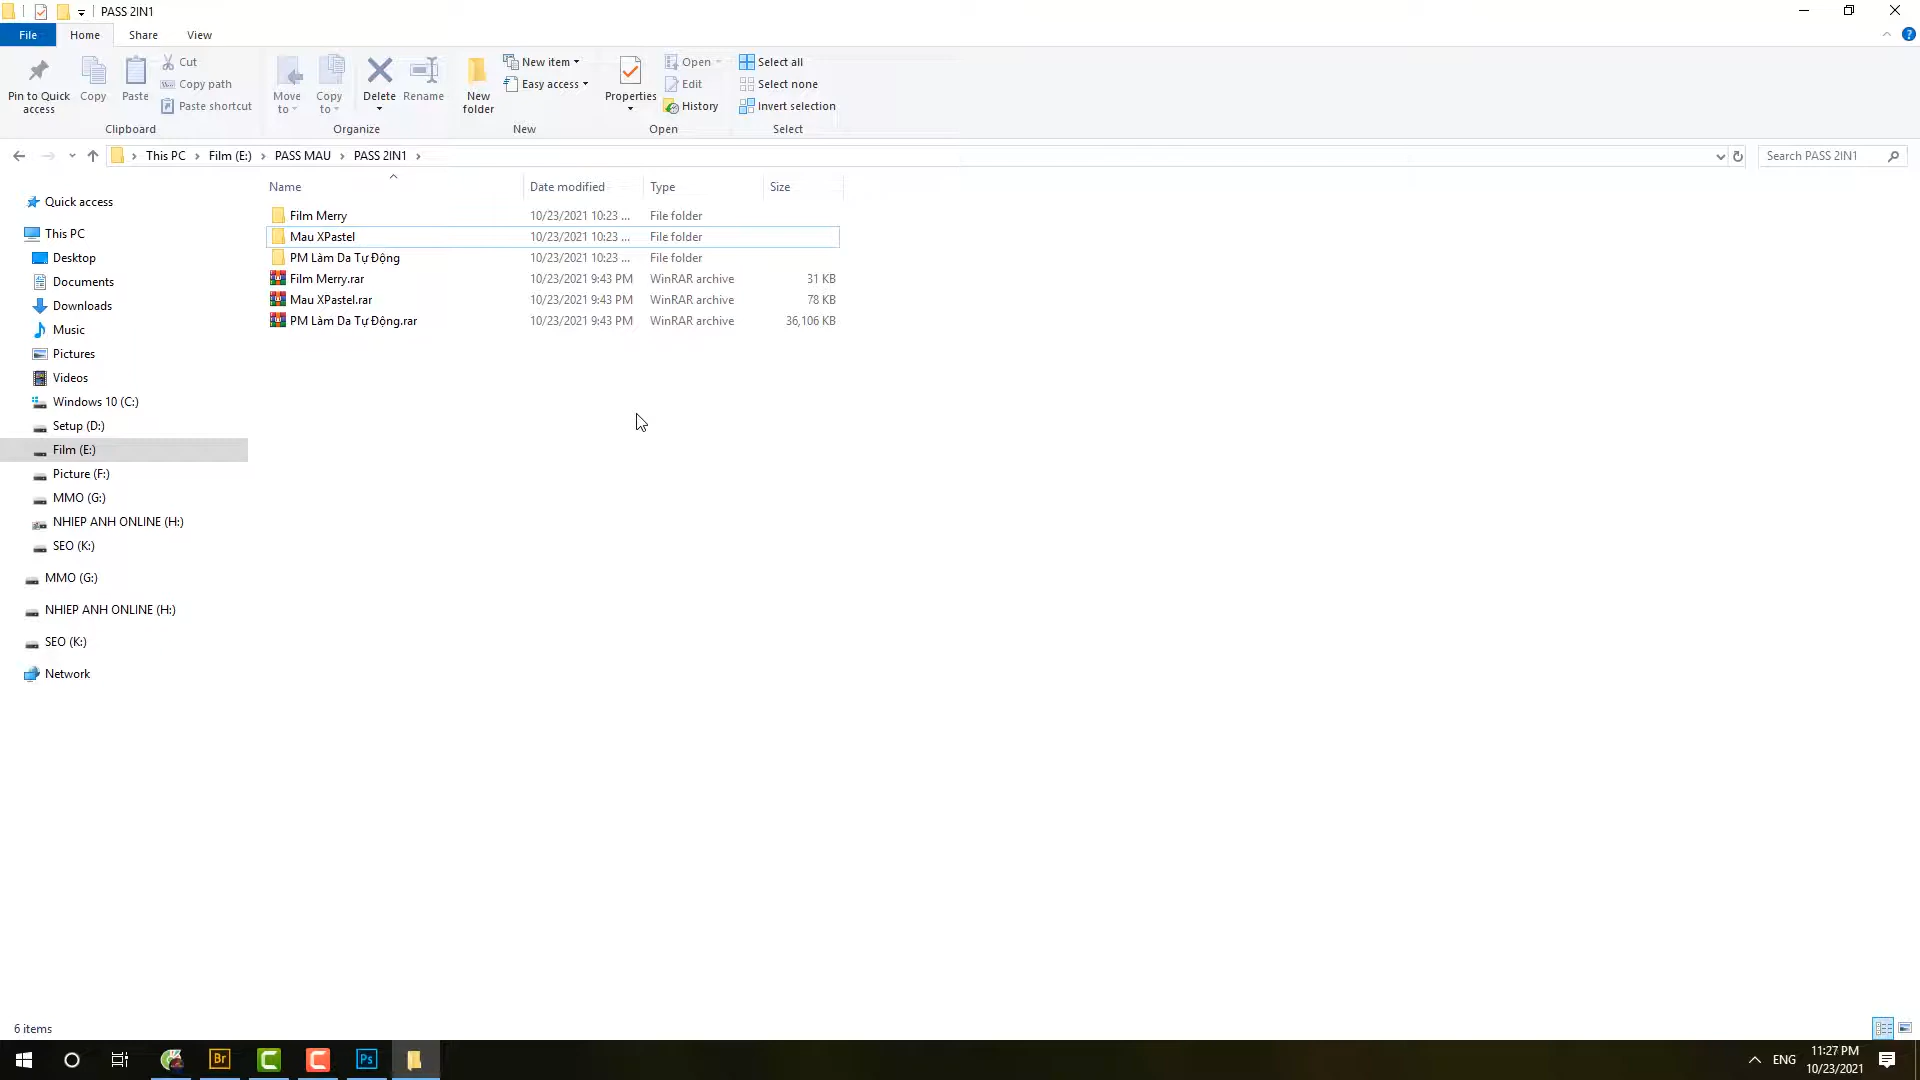 PASS 2IN1
File Home Share View
Pin to Quick access
Copy
Paste
Cut
Copy path
Paste shortcut
Clipboard
Move to
Copy to
Delete
Rename
Organize
New folder
New item
Easy access
New
Properties
Open
Edit
History
Open
Select all
Select none
Invert selection
Select
This PC > Film (E:) > PASS MAU > PASS 2IN1 >
Search PASS 2IN1
Name Date modified Type Size
Film Merry 10/23/2021 10:23 ... File folder
Mau XPastel 10/23/2021 10:23 ... File folder
PM Làm Da Tự Động 10/23/2021 10:23 ... File folder
Film Merry.rar 10/23/2021 9:43 PM WinRAR archive 31 KB
Mau XPastel.rar 10/23/2021 9:43 PM WinRAR archive 78 KB
PM Làm Da Tự Động.rar 10/23/2021 9:43 PM WinRAR archive 36,106 KB
Quick access
This PC
Desktop
Documents
Downloads
Music
Pictures
Videos
Windows 10 (C:)
Setup (D:)
Film (E:)
Picture (F:)
MMO (G:)
NHIEP ANH ONLINE (H:)
SEO (K:)
MMO (G:)
NHIEP ANH ONLINE (H:)
SEO (K:)
Network
6 items
Br
Ps
ENG
11:27 PM
10/23/2021